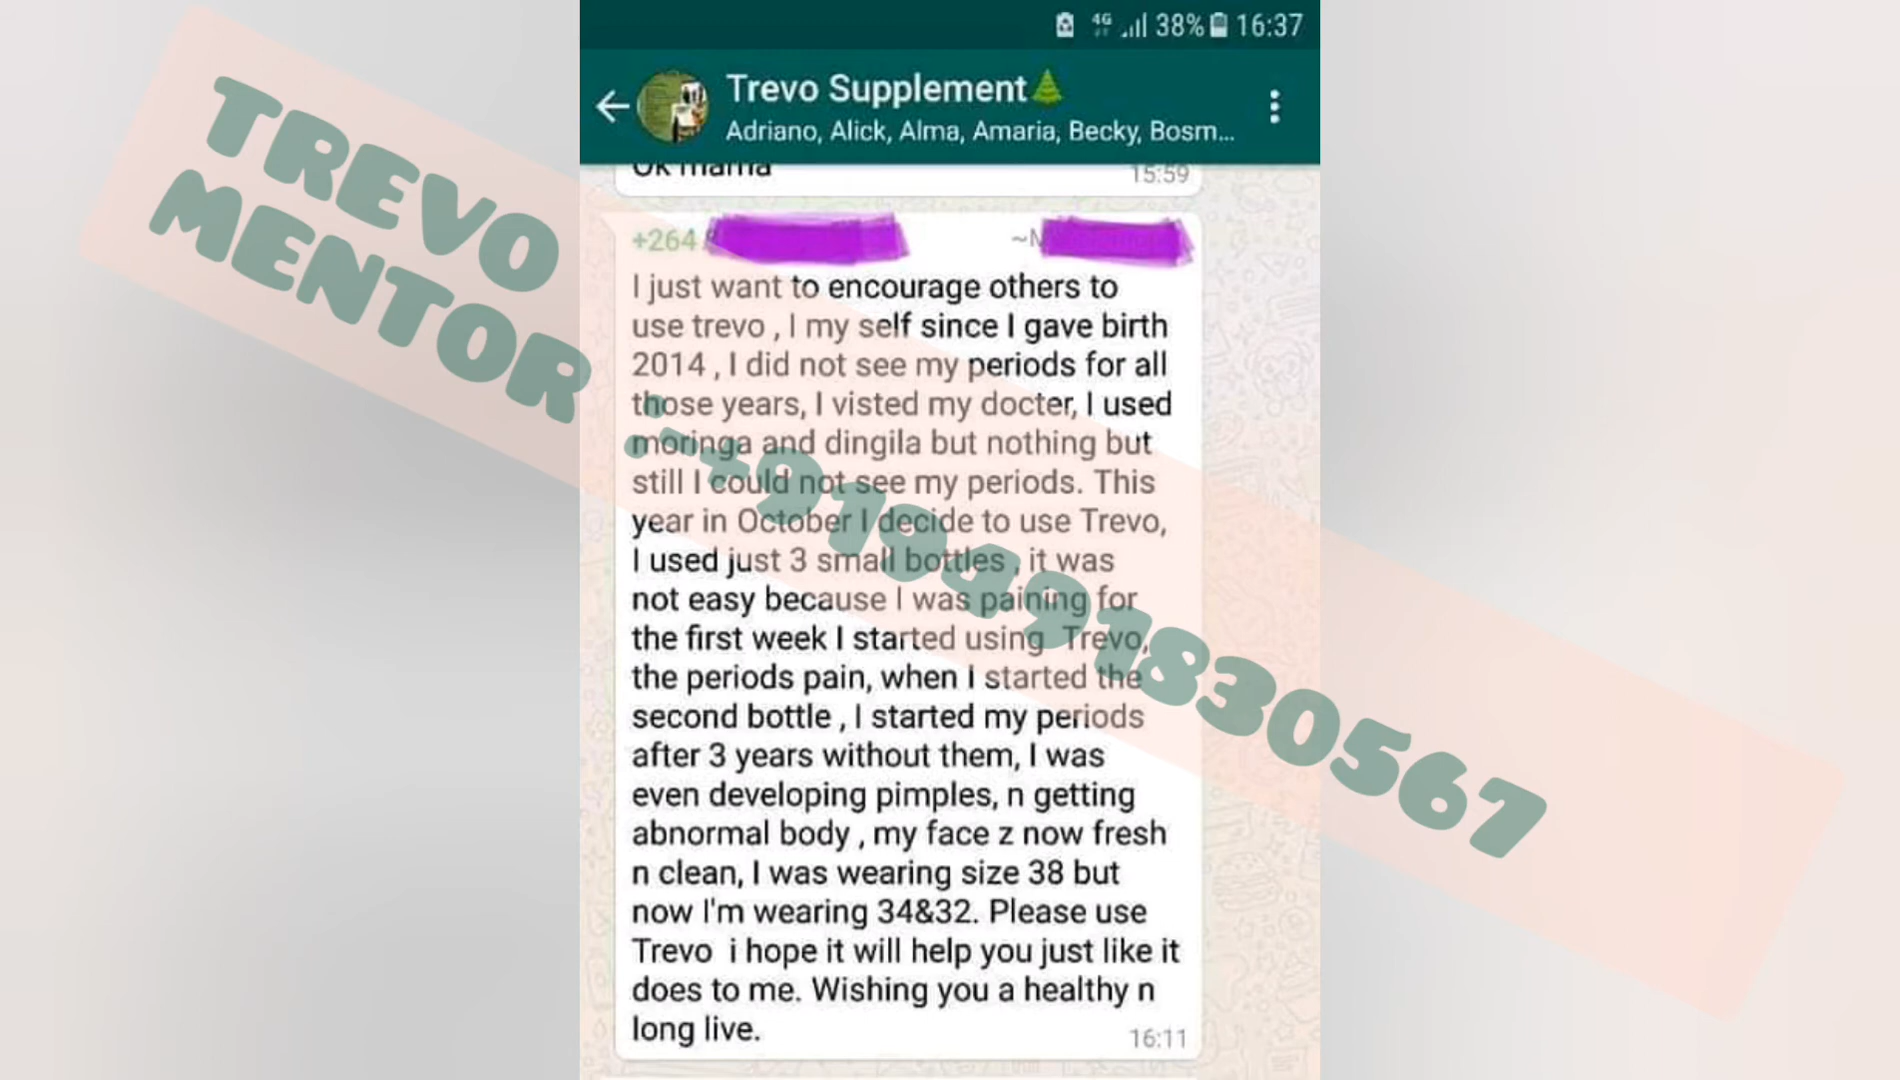 4G 38% 16:37
Trevo Supplement
Adriano, Alick, Alma, Amaria, Becky, Bosm...
Ok mama 15:59
+264 ~M
I just want to encourage others to
use trevo , I my self since I gave birth
2014 , I did not see my periods for all
those years, I visted my docter, I used
moringa and dingila but nothing but
still I could not see my periods. This
year in October I decide to use Trevo,
I used just 3 small bottles , it was
not easy because I was paining for
the first week I started using Trevo,
the periods pain, when I started the
second bottle , I started my periods
after 3 years without them, I was
even developing pimples, n getting
abnormal body , my face z now fresh
n clean, I was wearing size 38 but
now I'm wearing 34&32. Please use
Trevo i hope it will help you just like it
does to me. Wishing you a healthy n
long live. 16:11
TREVO
MENTOR :-+919491830567